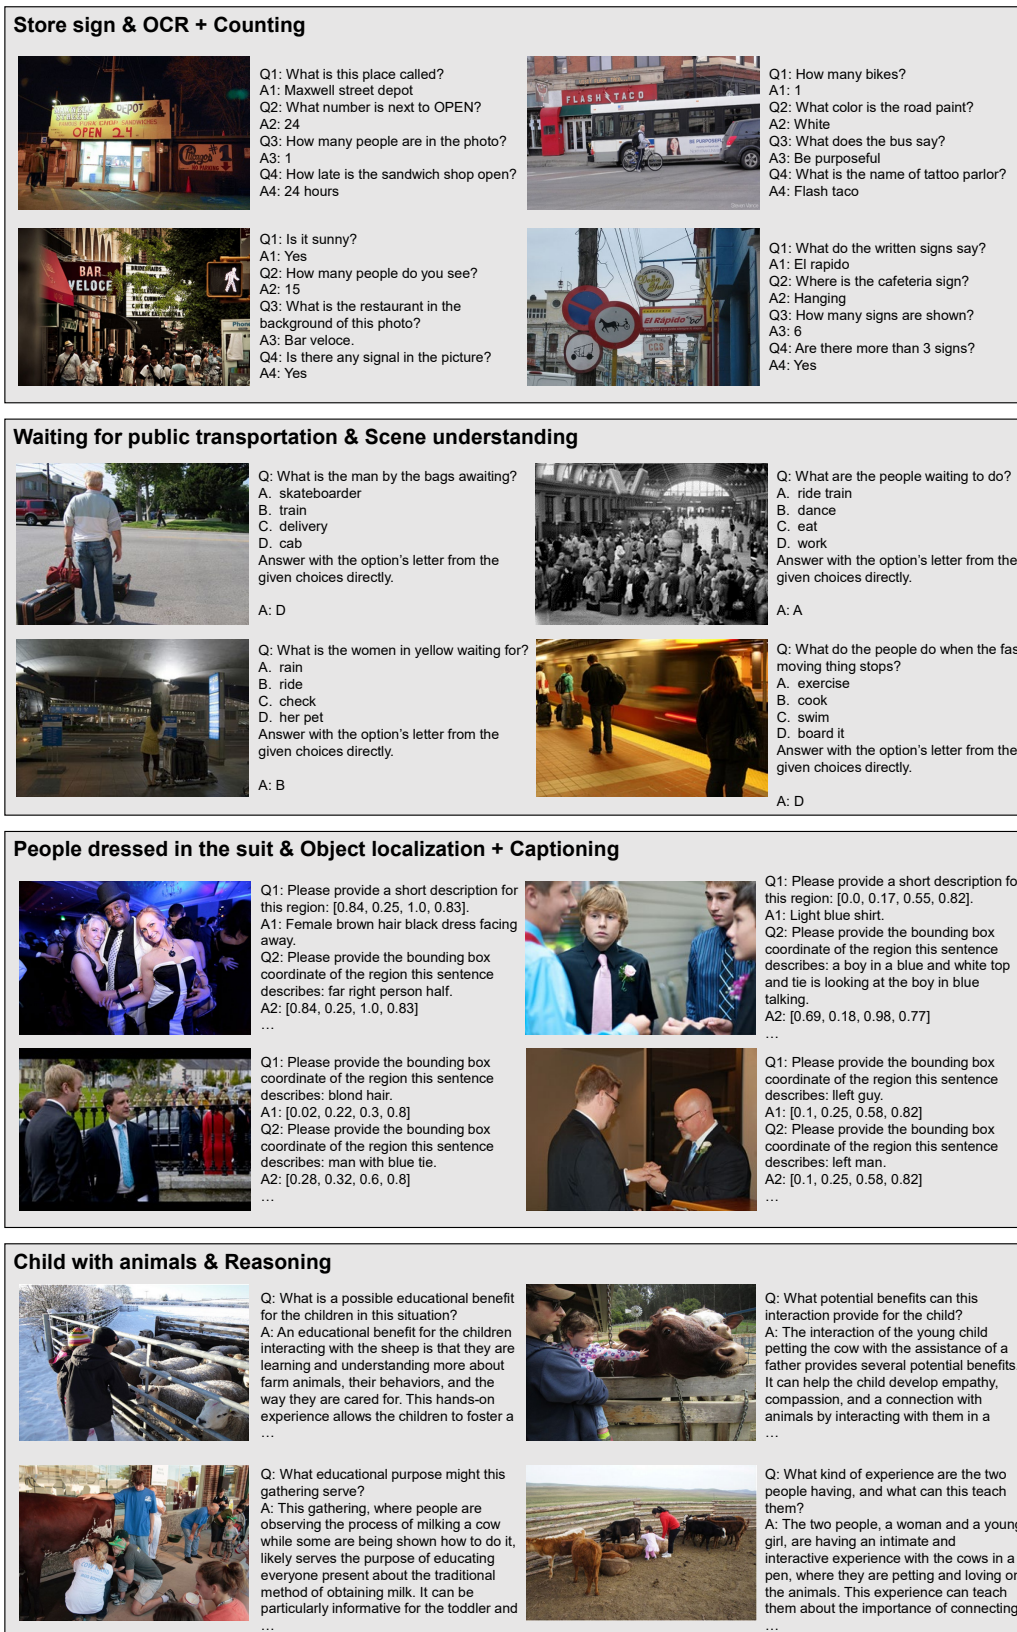 Store sign & OCR + Counting
MAXWELL STREET
DEPOT
PORK CHOP SANDWICHES
OPEN 24
Chicago's #1
Q1: What is this place called?
A1: Maxwell street depot
Q2: What number is next to OPEN?
A2: 24
Q3: How many people are in the photo?
A3: 1
Q4: How late is the sandwich shop open?
A4: 24 hours
FLASH TACO
BE PURPOSEFUL
Q1: How many bikes?
A1: 1
Q2: What color is the road paint?
A2: White
Q3: What does the bus say?
A3: Be purposeful
Q4: What is the name of tattoo parlor?
A4: Flash taco
BAR
VELOCE
Phone
Q1: Is it sunny?
A1: Yes
Q2: How many people do you see?
A2: 15
Q3: What is the restaurant in the
background of this photo?
A3: Bar veloce.
Q4: Is there any signal in the picture?
A4: Yes
El Rápido
CGS
Q1: What do the written signs say?
A1: El rapido
Q2: Where is the cafeteria sign?
A2: Hanging
Q3: How many signs are shown?
A3: 6
Q4: Are there more than 3 signs?
A4: Yes
Waiting for public transportation & Scene understanding
Q: What is the man by the bags awaiting?
A. skateboarder
B. train
C. delivery
D. cab
Answer with the option's letter from the
given choices directly.
A: D
Q: What are the people waiting to do?
A. ride train
B. dance
C. eat
D. work
Answer with the option's letter from the
given choices directly.
A: A
Q: What is the women in yellow waiting for?
A. rain
B. ride
C. check
D. her pet
Answer with the option's letter from the
given choices directly.
A: B
Q: What do the people do when the fas
moving thing stops?
A. exercise
B. cook
C. swim
D. board it
Answer with the option's letter from the
given choices directly.
A: D
People dressed in the suit & Object localization + Captioning
Q1: Please provide a short description for
this region: [0.84, 0.25, 1.0, 0.83].
A1: Female brown hair black dress facing
away.
Q2: Please provide the bounding box
coordinate of the region this sentence
describes: far right person half.
A2: [0.84, 0.25, 1.0, 0.83]
…
Q1: Please provide a short description fo
this region: [0.0, 0.17, 0.55, 0.82].
A1: Light blue shirt.
Q2: Please provide the bounding box
coordinate of the region this sentence
describes: a boy in a blue and white top
and tie is looking at the boy in blue
talking.
A2: [0.69, 0.18, 0.98, 0.77]
…
Q1: Please provide the bounding box
coordinate of the region this sentence
describes: blond hair.
A1: [0.02, 0.22, 0.3, 0.8]
Q2: Please provide the bounding box
coordinate of the region this sentence
describes: man with blue tie.
A2: [0.28, 0.32, 0.6, 0.8]
…
Q1: Please provide the bounding box
coordinate of the region this sentence
describes: lleft guy.
A1: [0.1, 0.25, 0.58, 0.82]
Q2: Please provide the bounding box
coordinate of the region this sentence
describes: left man.
A2: [0.1, 0.25, 0.58, 0.82]
…
Child with animals & Reasoning
Q: What is a possible educational benefit
for the children in this situation?
A: An educational benefit for the children
interacting with the sheep is that they are
learning and understanding more about
farm animals, their behaviors, and the
way they are cared for. This hands-on
experience allows the children to foster a
…
Q: What potential benefits can this
interaction provide for the child?
A: The interaction of the young child
petting the cow with the assistance of a
father provides several potential benefits.
It can help the child develop empathy,
compassion, and a connection with
animals by interacting with them in a
…
Q: What educational purpose might this
gathering serve?
A: This gathering, where people are
observing the process of milking a cow
while some are being shown how to do it,
likely serves the purpose of educating
everyone present about the traditional
method of obtaining milk. It can be
particularly informative for the toddler and
…
Q: What kind of experience are the two
people having, and what can this teach
them?
A: The two people, a woman and a young
girl, are having an intimate and
interactive experience with the cows in a
pen, where they are petting and loving on
the animals. This experience can teach
them about the importance of connecting
…